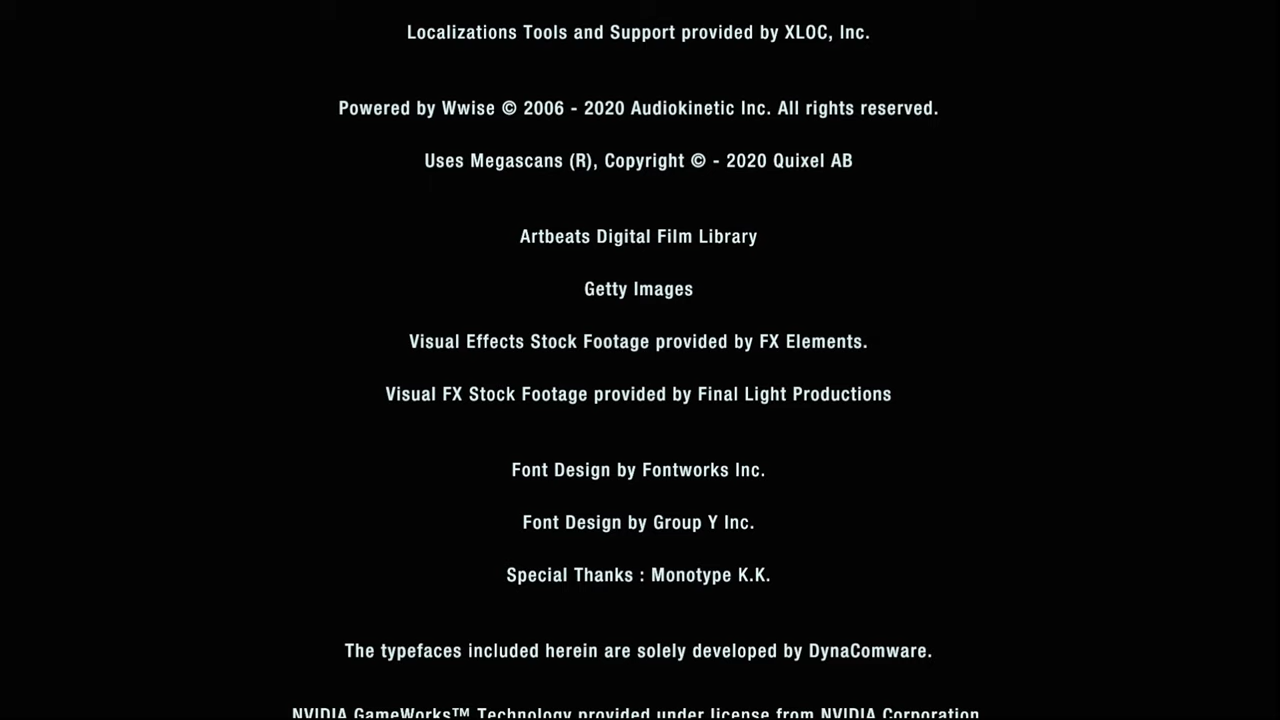 Localizations Tools and Support provided by XLOC, Inc.
Powered by Wwise © 2006 - 2020 Audiokinetic Inc. All rights reserved.
Uses Megascans (R), Copyright © - 2020 Quixel AB
Artbeats Digital Film Library
Getty Images
Visual Effects Stock Footage provided by FX Elements.
Visual FX Stock Footage provided by Final Light Productions
Font Design by Fontworks Inc.
Font Design by Group Y Inc.
Special Thanks : Monotype K.K.
The typefaces included herein are solely developed by DynaComware.
NVIDIA GameWorks™ Technology provided under license from NVIDIA Corporation